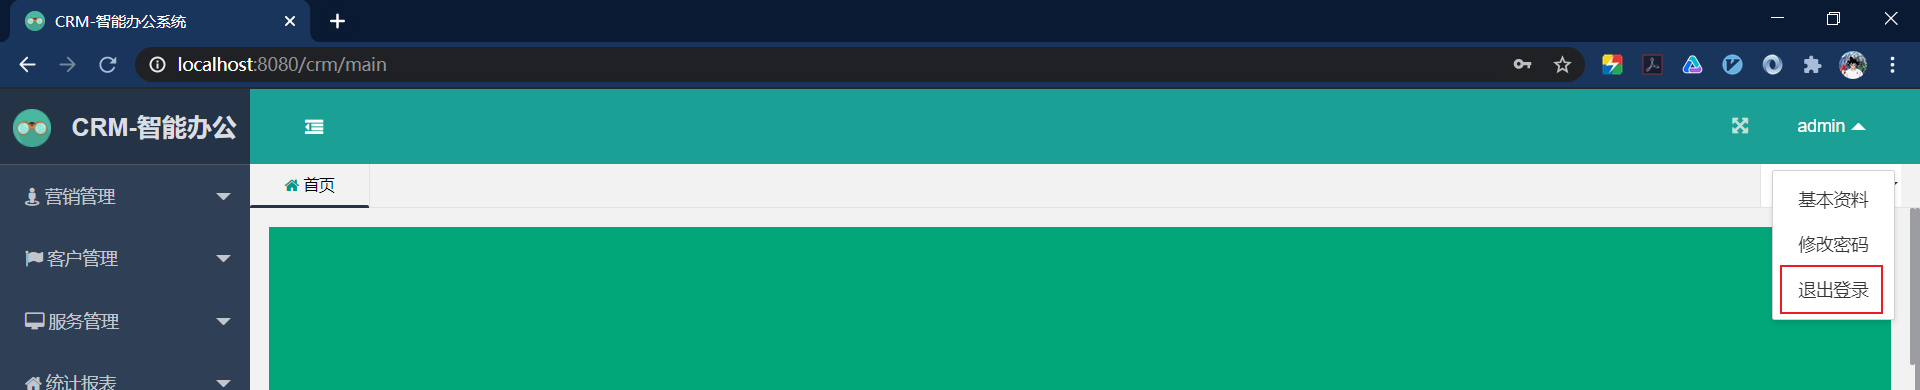 CRM-智能办公系统
localhost:8080/crm/main
CRM-智能办公
admin
营销管理
首页
基本资料
客户管理
修改密码
退出登录
服务管理
统计报表